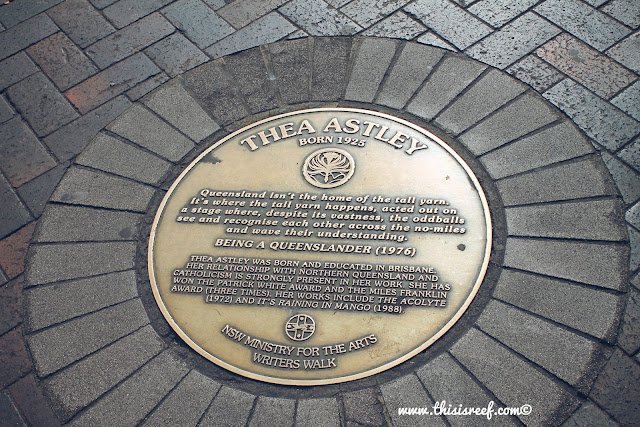 THEA ASTLEY
BORN 1925
Queensland isn't the home of the tall yarn.
It's where the tall yarn happens, acted out on
a stage where, despite its vastness, the oddballs
see and recognise each other across the no-miles
and wave their understanding.
BEING A QUEENSLANDER (1976)
THEA ASTLEY WAS BORN AND EDUCATED IN BRISBANE.
HER RELATIONSHIP WITH NORTHERN QUEENSLAND AND
CATHOLICISM IS STRONGLY PRESENT IN HER WORK. SHE HAS
WON THE PATRICK WHITE AWARD AND THE MILES FRANKLIN
AWARD (THREE TIMES). HER WORKS INCLUDE THE ACOLYTE
(1972) AND IT'S RAINING IN MANGO (1988)
NSW MINISTRY FOR THE ARTS
WRITERS WALK
www.thisisreef.com©